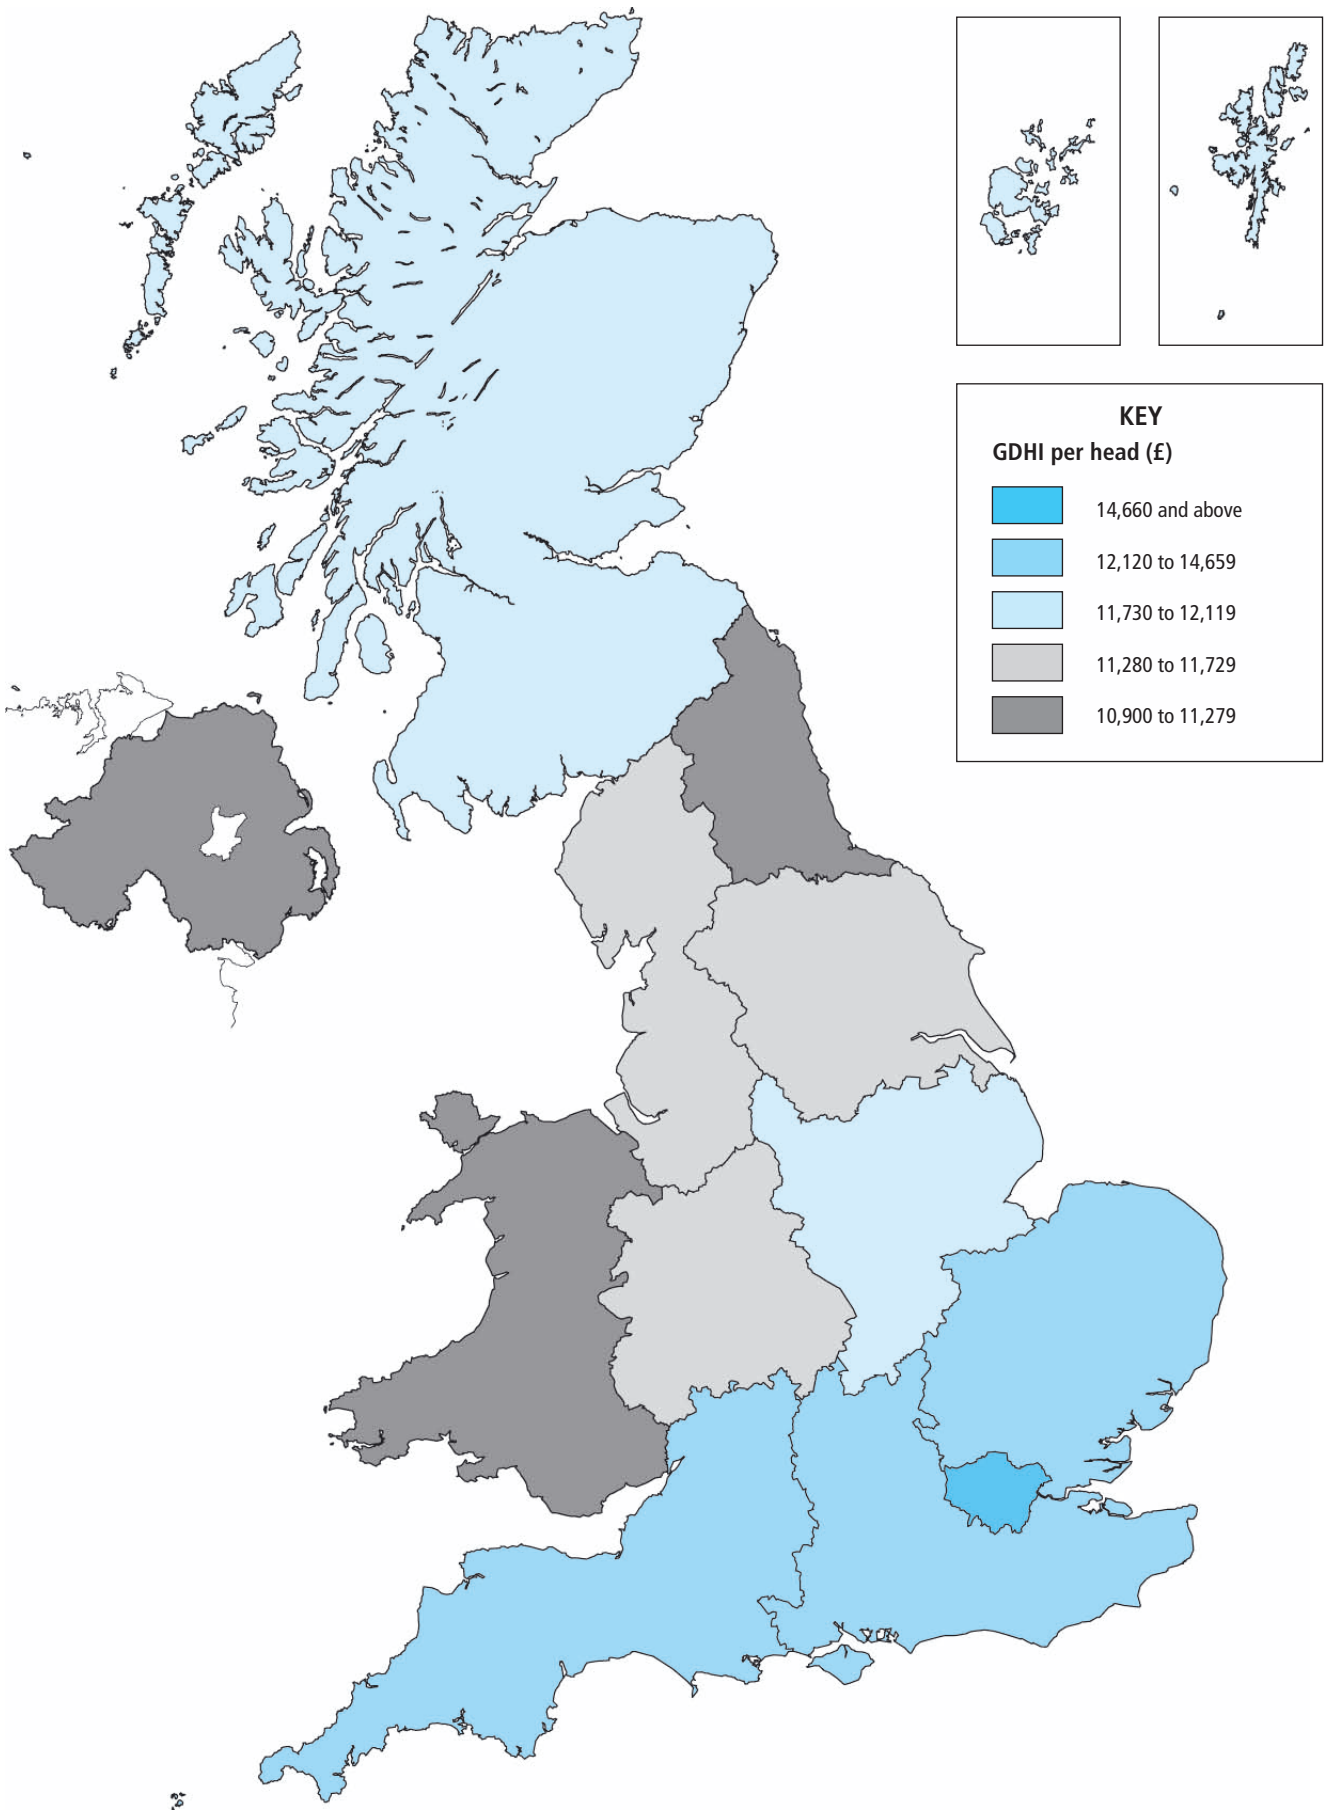 KEY
GDHI per head (£)
14,660 and above
12,120 to 14,659
11,730 to 12,119
11,280 to 11,729
10,900 to 11,279